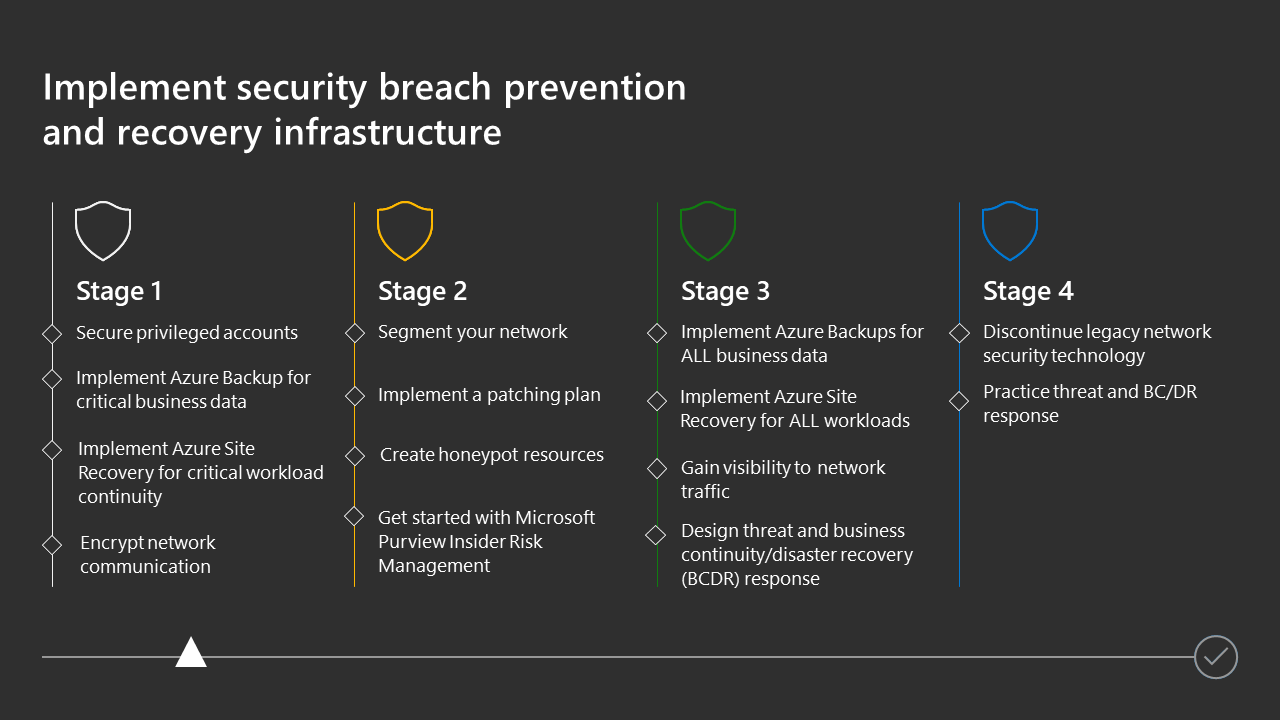 Implement security breach prevention
and recovery infrastructure
Stage 1
Secure privileged accounts
Implement Azure Backup for
critical business data
Implement Azure Site
Recovery for critical workload
continuity
Encrypt network
communication
Stage 2
Segment your network
Implement a patching plan
Create honeypot resources
Get started with Microsoft
Purview Insider Risk
Management
Stage 3
Implement Azure Backups for
ALL business data
Implement Azure Site
Recovery for ALL workloads
Gain visibility to network
traffic
Design threat and business
continuity/disaster recovery
(BCDR) response
Stage 4
Discontinue legacy network
security technology
Practice threat and BC/DR
response